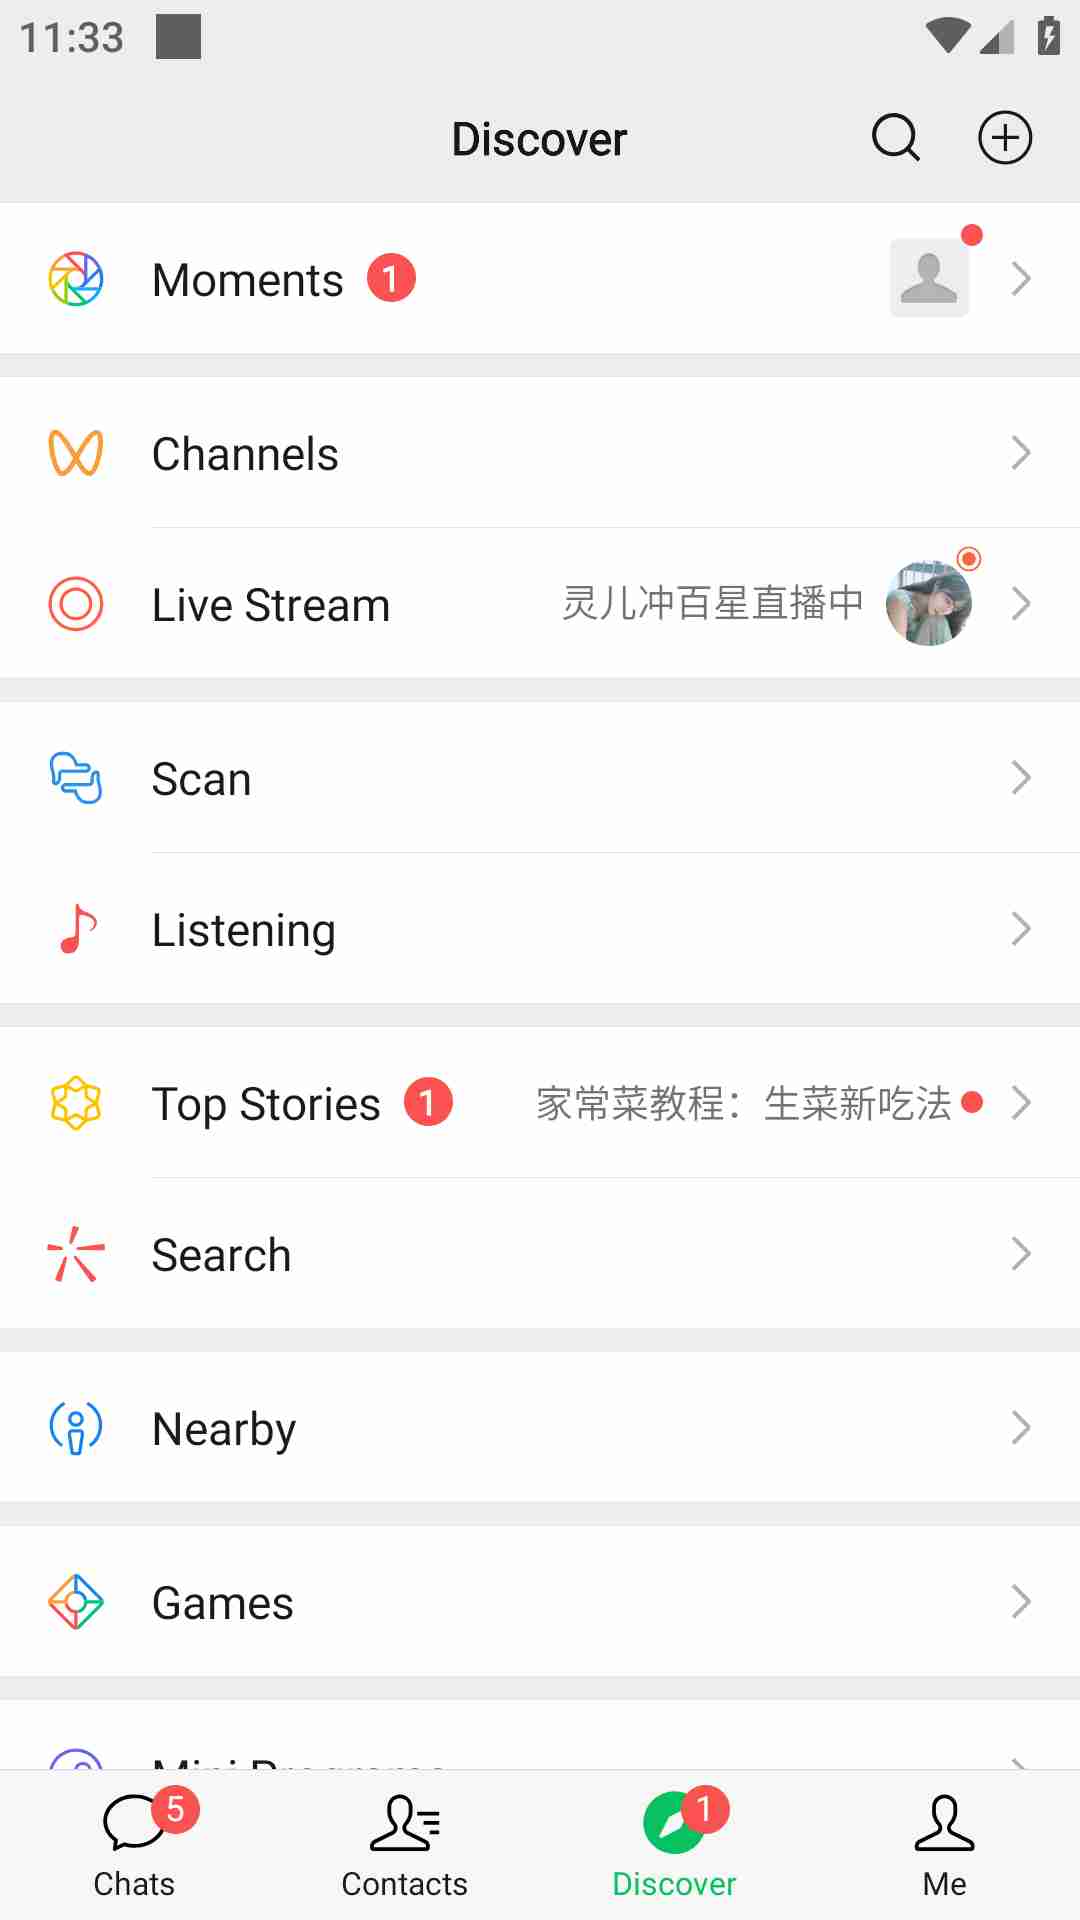 11:33
Discover
Moments 1
Channels
Live Stream 灵儿冲百星直播中
Scan
Listening
Top Stories 1 家常菜教程：生菜新吃法
Search
Nearby
Games
Mini Programs
5 1
Chats Contacts Discover Me